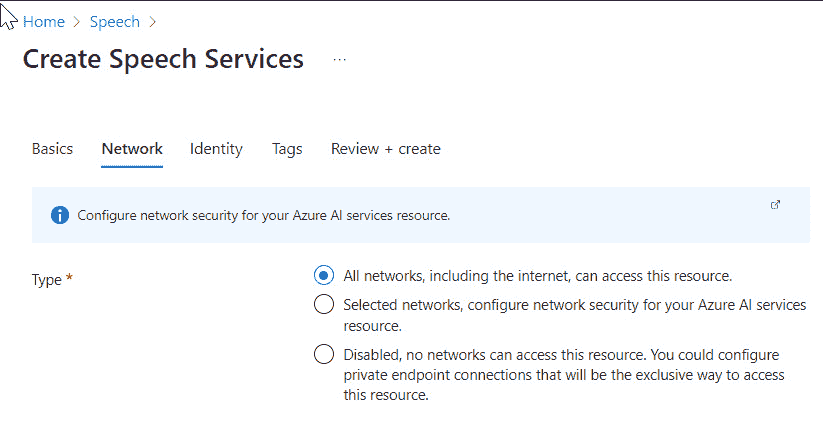 Home > Speech >
Create Speech Services ...
Basics Network Identity Tags Review + create
Configure network security for your Azure AI services resource.
Type * All networks, including the internet, can access this resource.
Selected networks, configure network security for your Azure AI services
resource.
Disabled, no networks can access this resource. You could configure
private endpoint connections that will be the exclusive way to access
this resource.